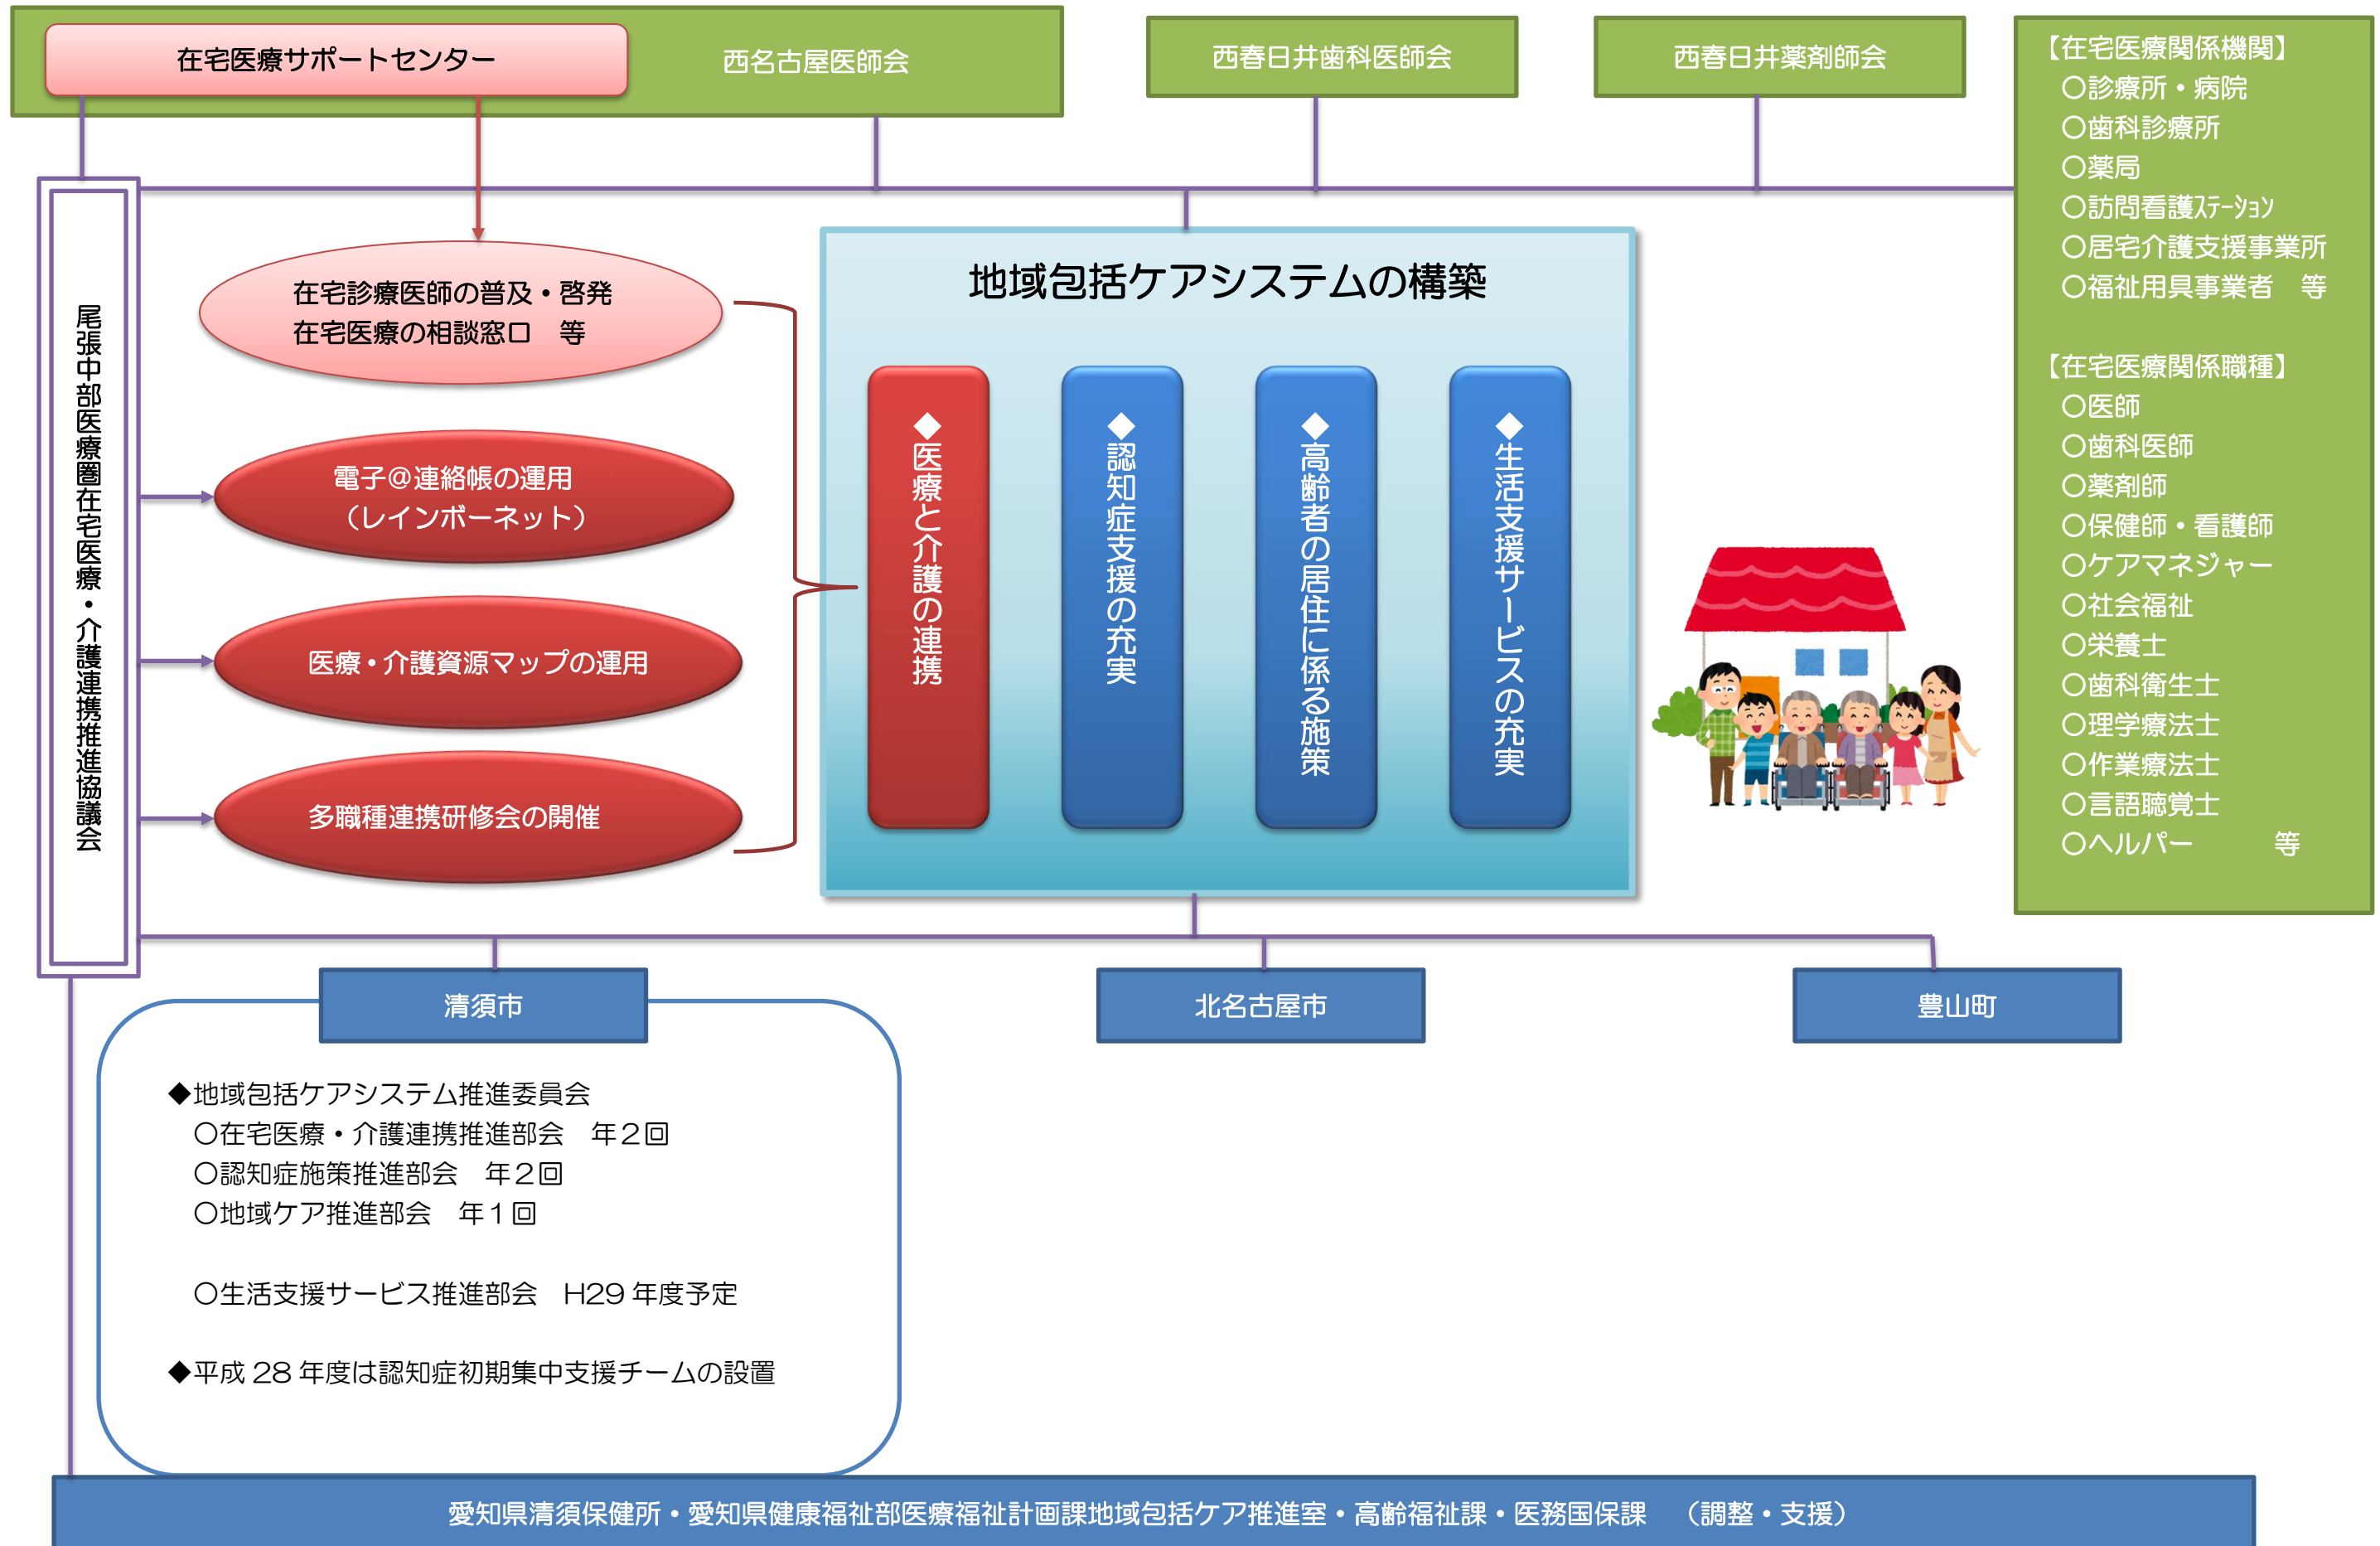 在宅医療サポートセンター
西名古屋医師会
西春日井歯科医師会
西春日井薬剤師会
【在宅医療関係機関】
○診療所・病院
○歯科診療所
○薬局
○訪問看護ｽﾃｰｼｮﾝ
○居宅介護支援事業所
○福祉用具事業者　等
【在宅医療関係職種】
○医師
○歯科医師
○薬剤師
○保健師・看護師
○ケアマネジャー
○社会福祉
○栄養士
○歯科衛生士
○理学療法士
○作業療法士
○言語聴覚士
○ヘルパー　　　等
尾張中部医療圏在宅医療・介護連携推進協議会
在宅診療医師の普及・啓発
在宅医療の相談窓口　等
電子＠連絡帳の運用
（レインボーネット）
医療・介護資源マップの運用
多職種連携研修会の開催
地域包括ケアシステムの構築
◆医療と介護の連携
◆認知症支援の充実
◆高齢者の居住に係る施策
◆生活支援サービスの充実
清須市
北名古屋市
豊山町
◆地域包括ケアシステム推進委員会
○在宅医療・介護連携推進部会　年２回
○認知症施策推進部会　年２回
○地域ケア推進部会　年１回
○生活支援サービス推進部会　H29 年度予定
◆平成 28 年度は認知症初期集中支援チームの設置
愛知県清須保健所・愛知県健康福祉部医療福祉計画課地域包括ケア推進室・高齢福祉課・医務国保課　（調整・支援）